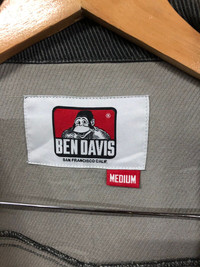 BEN DAVIS
SAN FRANCISCO CALIF.
MEDIUM